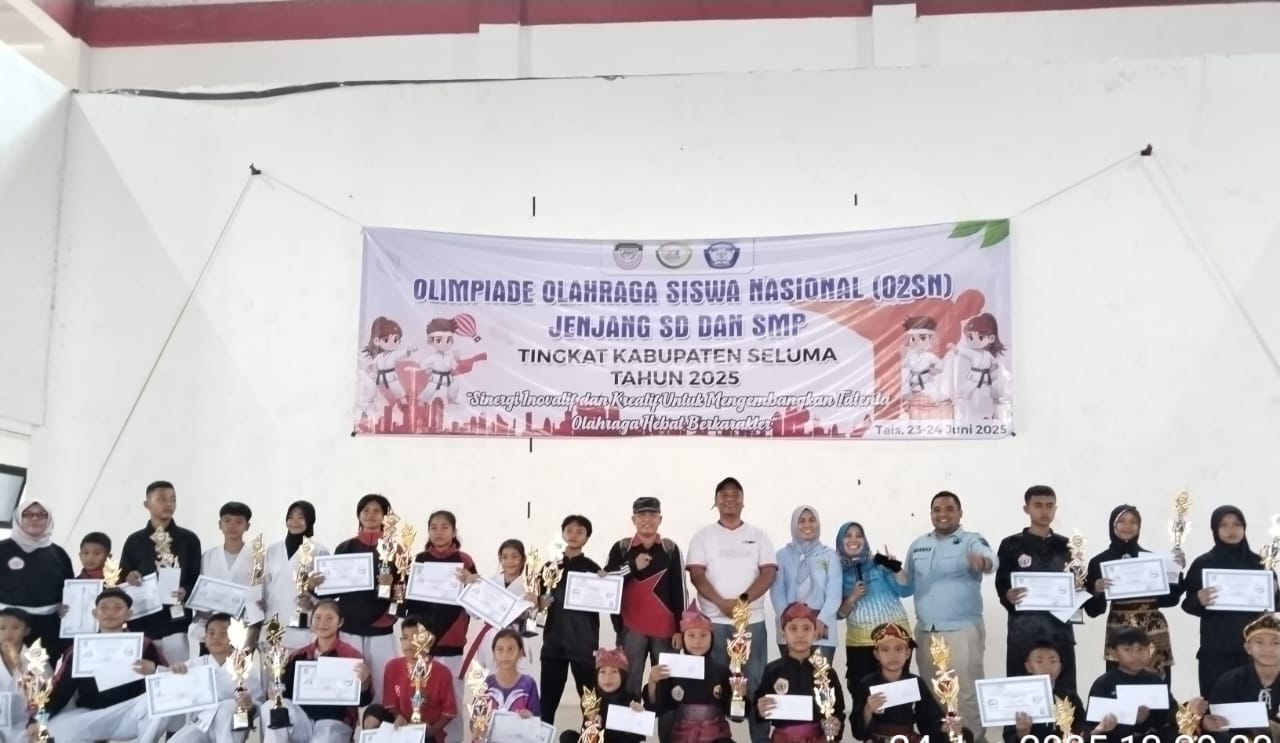 OLIMPIADE OLAHRAGA SISWA NASIONAL (O2SN)
JENJANG SD DAN SMP
TINGKAT KABUPATEN SELUMA
TAHUN 2025
"Sinergi Inovatif dan Kreatif Untuk Mengembangkan Talenta
Olahraga Hebat Berkarakter"
Tais, 23-24 Juni 2025